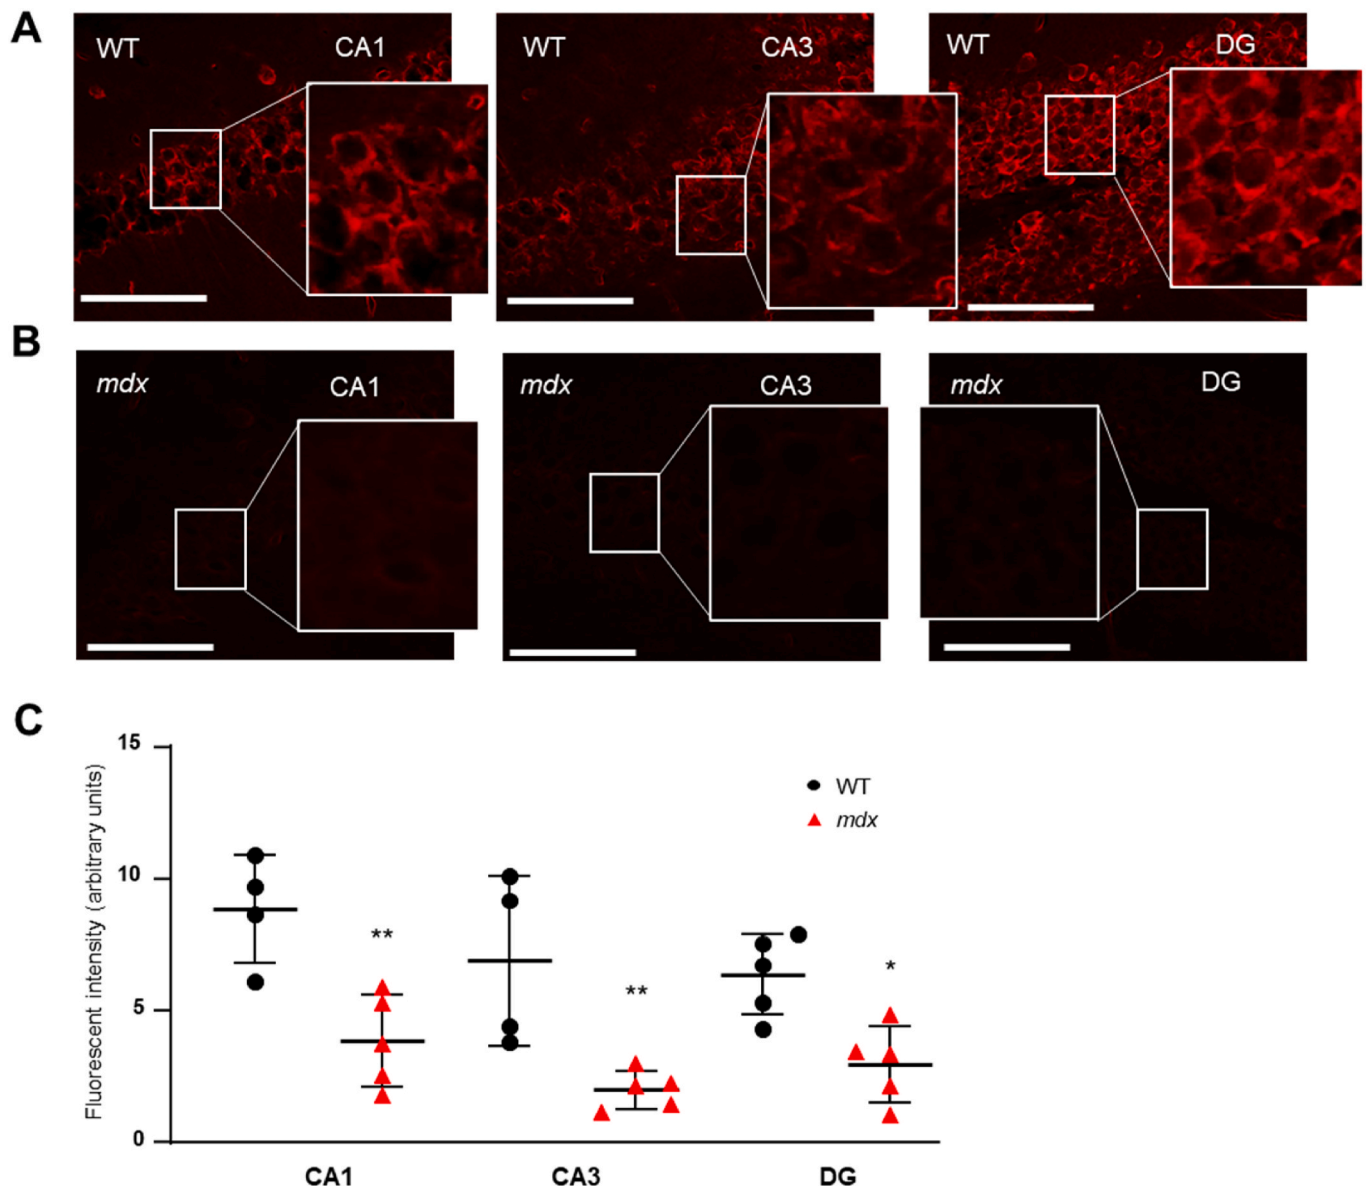 A
WT CA1
WT CA3
WT DG
B
mdx CA1
mdx CA3
mdx DG
C
Fluorescent intensity (arbitrary units)
15
10
5
0
WT
mdx
**
**
*
CA1 CA3 DG